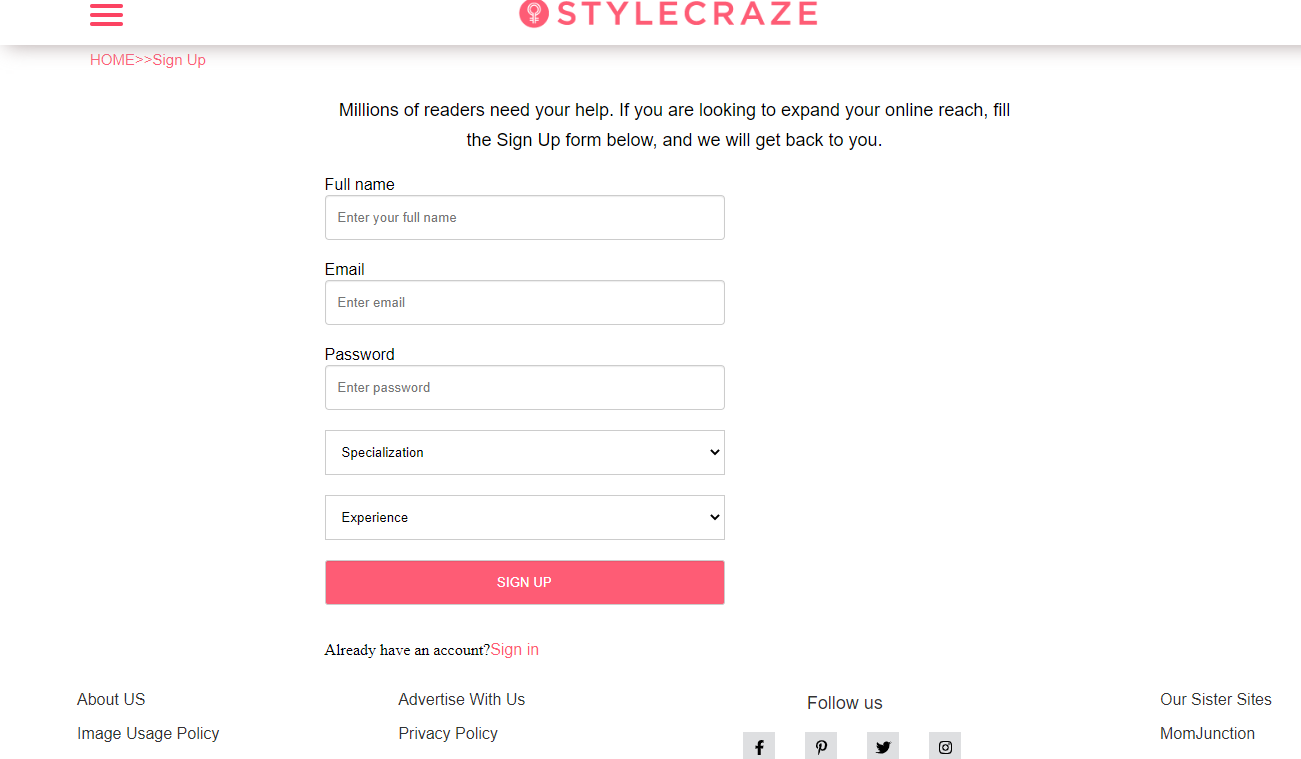 STYLECRAZE
HOME>>Sign Up
Millions of readers need your help. If you are looking to expand your online reach, fill
the Sign Up form below, and we will get back to you.
Full name
Enter your full name
Email
Enter email
Password
Enter password
Specialization
Experience
SIGN UP
Already have an account?Sign in
About US
Image Usage Policy
Advertise With Us
Privacy Policy
Follow us
Our Sister Sites
MomJunction